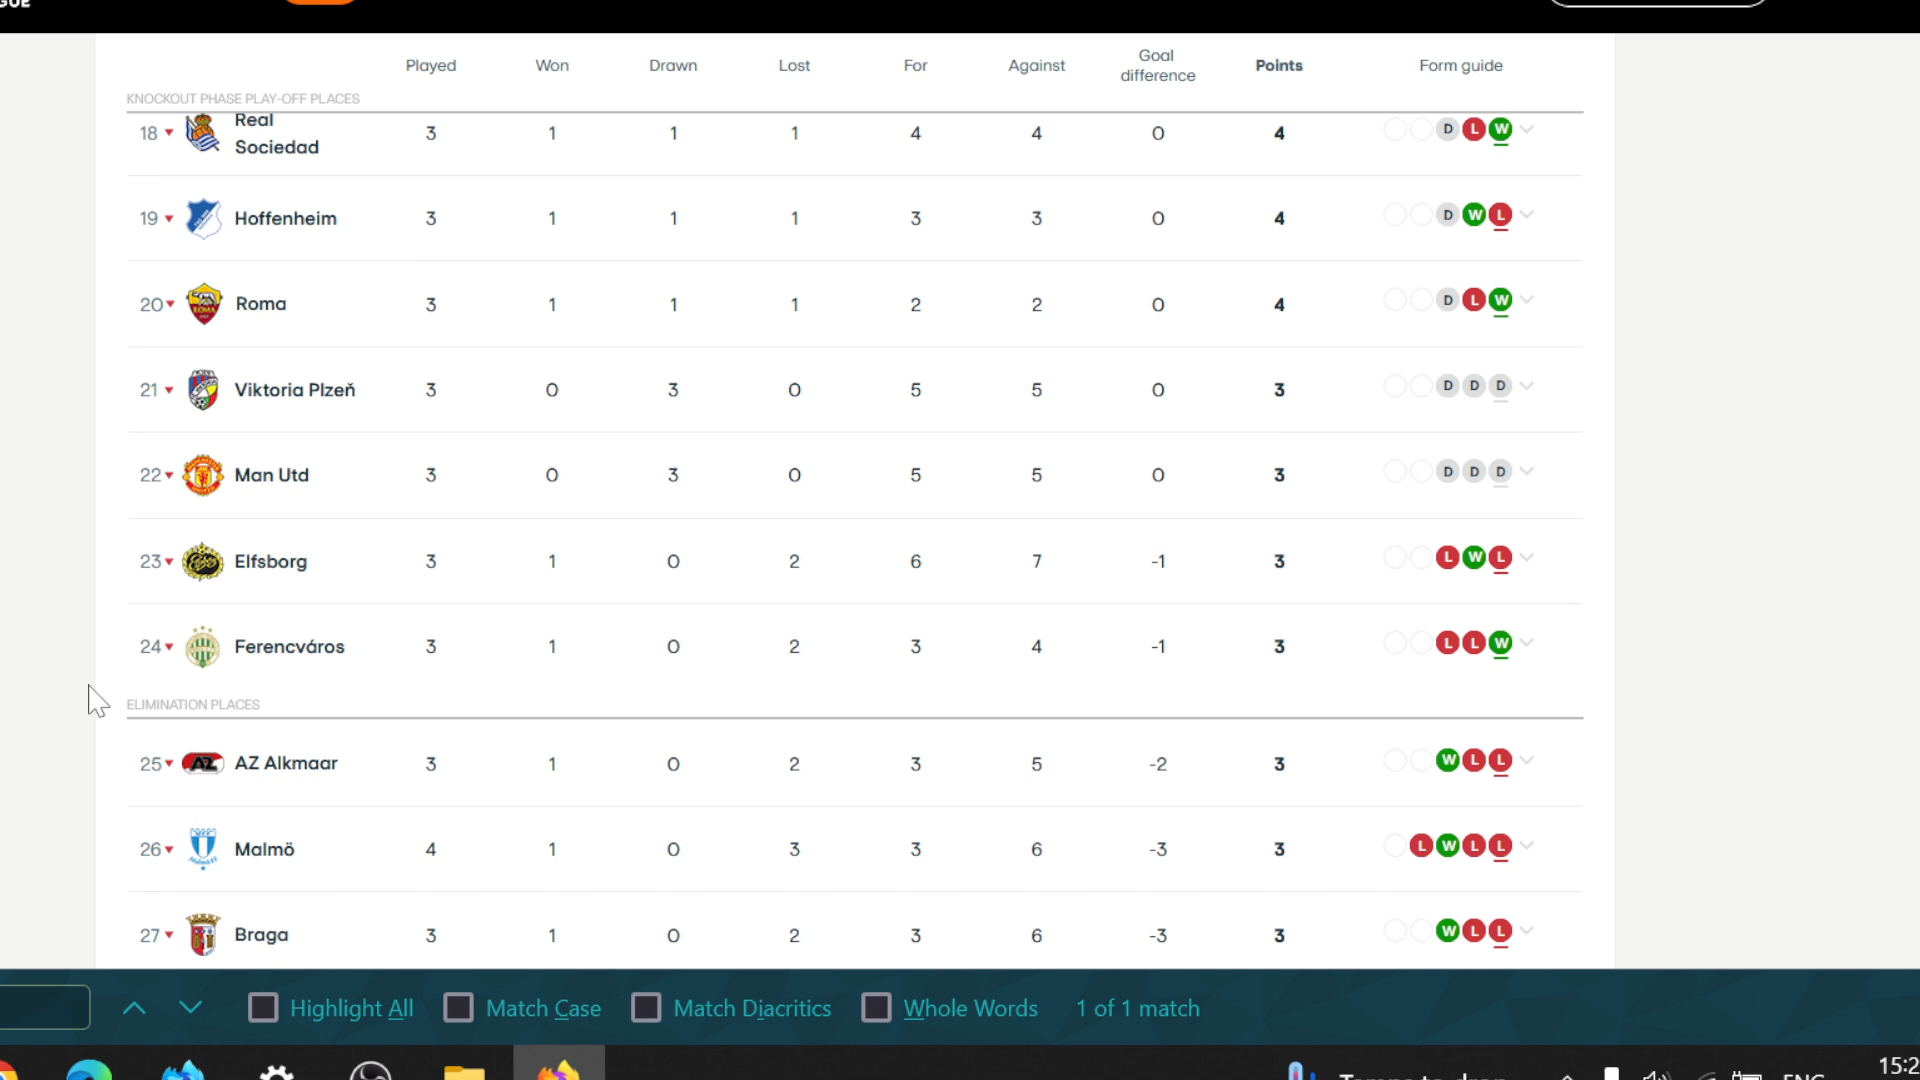 Played Won Drawn Lost For Against Goal difference Points Form guide
KNOCKOUT PHASE PLAY-OFF PLACES
18 Real Sociedad 3 1 1 1 4 4 0 4 D L W
19 Hoffenheim 3 1 1 1 3 3 0 4 D W L
20 Roma 3 1 1 1 2 2 0 4 D L W
21 Viktoria Plzeň 3 0 3 0 5 5 0 3 D D D
22 Man Utd 3 0 3 0 5 5 0 3 D D D
23 Elfsborg 3 1 0 2 6 7 -1 3 L W L
24 Ferencváros 3 1 0 2 3 4 -1 3 L L W
ELIMINATION PLACES
25 AZ Alkmaar 3 1 0 2 3 5 -2 3 W L L
26 Malmö 4 1 0 3 3 6 -3 3 L W L L
27 Braga 3 1 0 2 3 6 -3 3 W L L
Highlight All Match Case Match Diacritics Whole Words 1 of 1 match
15:2